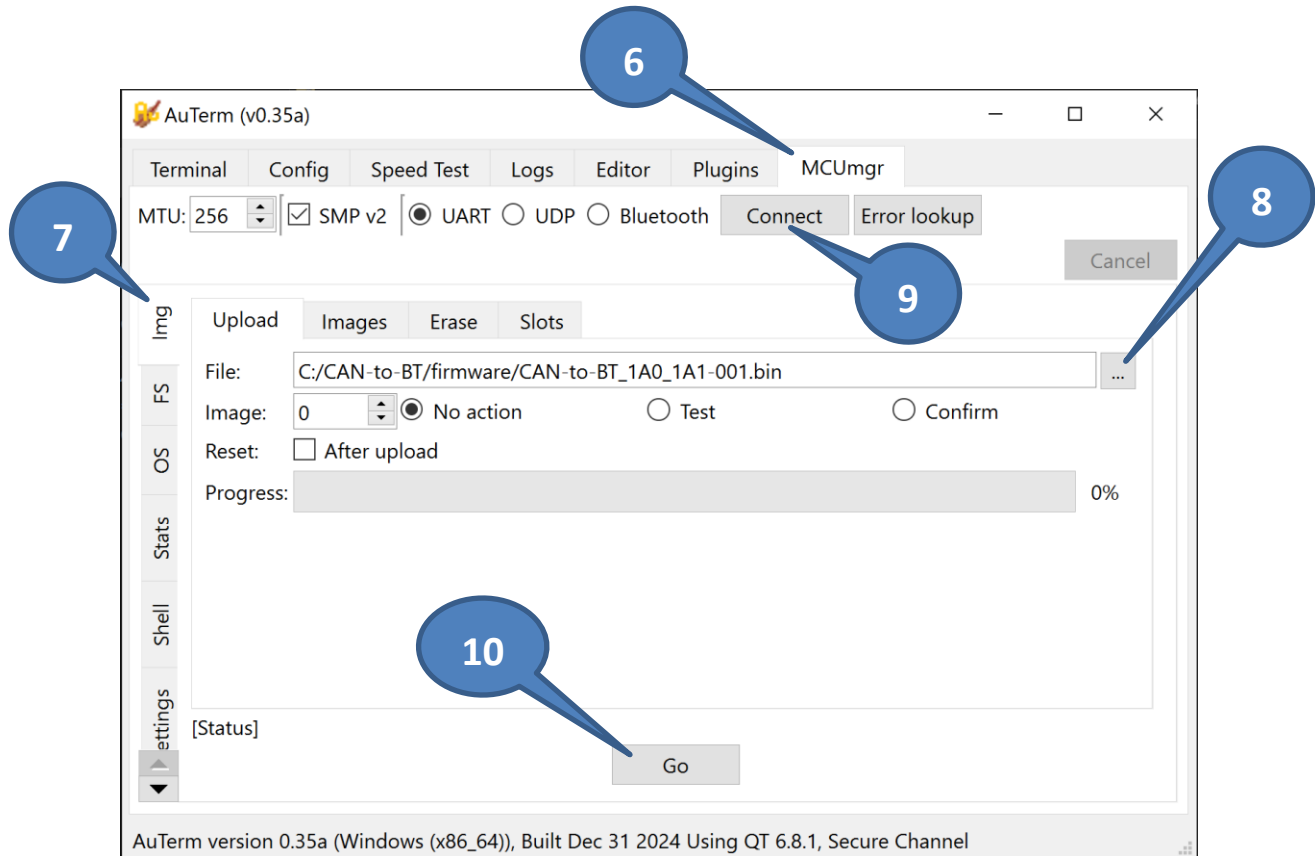 6
AuTerm (v0.35a)
Terminal Config Speed Test Logs Editor Plugins MCUmgr
MTU: 256 SMP v2 UART UDP Bluetooth Connect Error lookup
8
7
Cancel
9
Img Upload Images Erase Slots
File: C:/CAN-to-BT/firmware/CAN-to-BT_1A0_1A1-001.bin ...
FS
Image: 0 No action Test Confirm
OS
Reset: After upload
Progress: 0%
Stats
Shell
10
ettings
[Status]
Go
AuTerm version 0.35a (Windows (x86_64)), Built Dec 31 2024 Using QT 6.8.1, Secure Channel